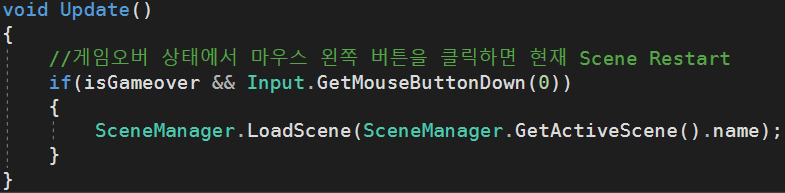 void Update()
{
//게임오버 상태에서 마우스 왼쪽 버튼을 클릭하면 현재 Scene Restart
if(isGameover && Input.GetMouseButtonDown(0))
{
SceneManager.LoadScene(SceneManager.GetActiveScene().name);
}
}